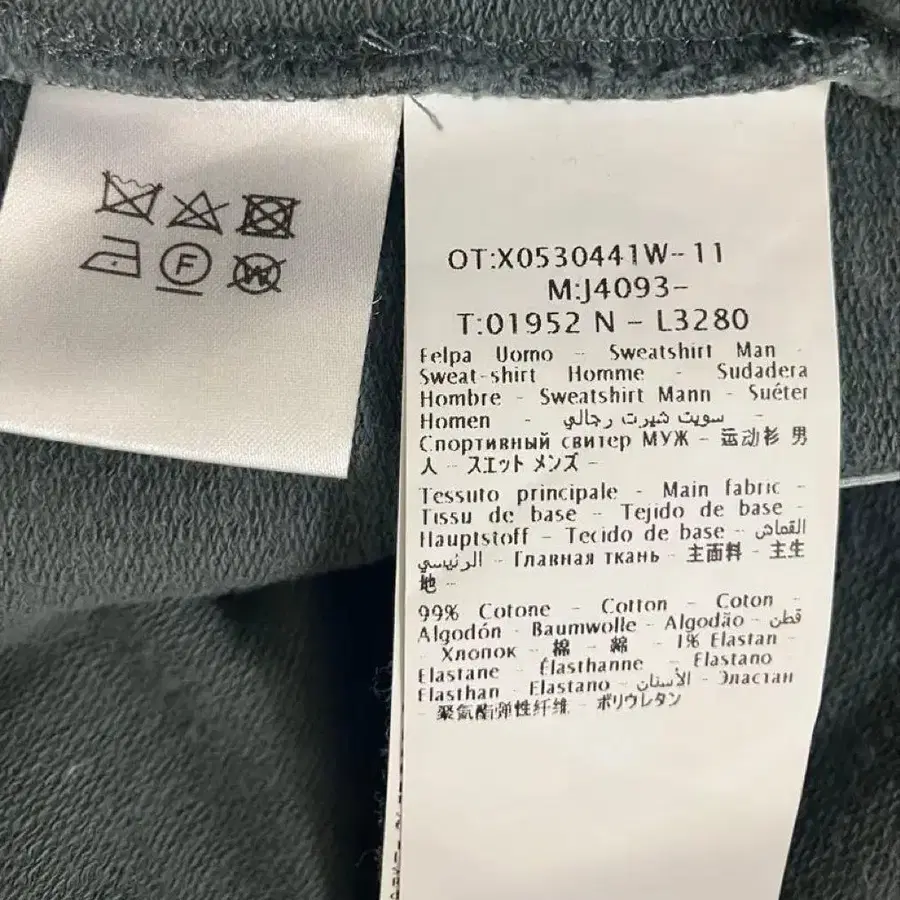 F
W
OT:X0530441W-11
M:J4093-
T:01952 N - L3280
Felpa Uomo - Sweatshirt Man -
Sweat-shirt Homme - Sudadera
Hombre - Sweatshirt Mann - Suéter
Homen - سويت شيرت رجالي -
Спортивный свитер МУЖ - 运动衫 男
人 - スエット メンズ -
Tessuto principale - Main fabric -
Tissu de base - Tejido de base -
Hauptstoff - Tecido de base - القماش
الرئيسي - Главная ткань - 主面料 - 主生
地 -
99% Cotone - Cotton - Coton -
Algodón - Baumwolle - Algodão - قطن
- Хлопок - 棉 - 綿 - 1% Elastan -
Elastane - Élasthanne - Elastano -
Elasthan - Elastano - الأستان - Эластан
- 聚氨酯弹性纤维 - ポリウレタン